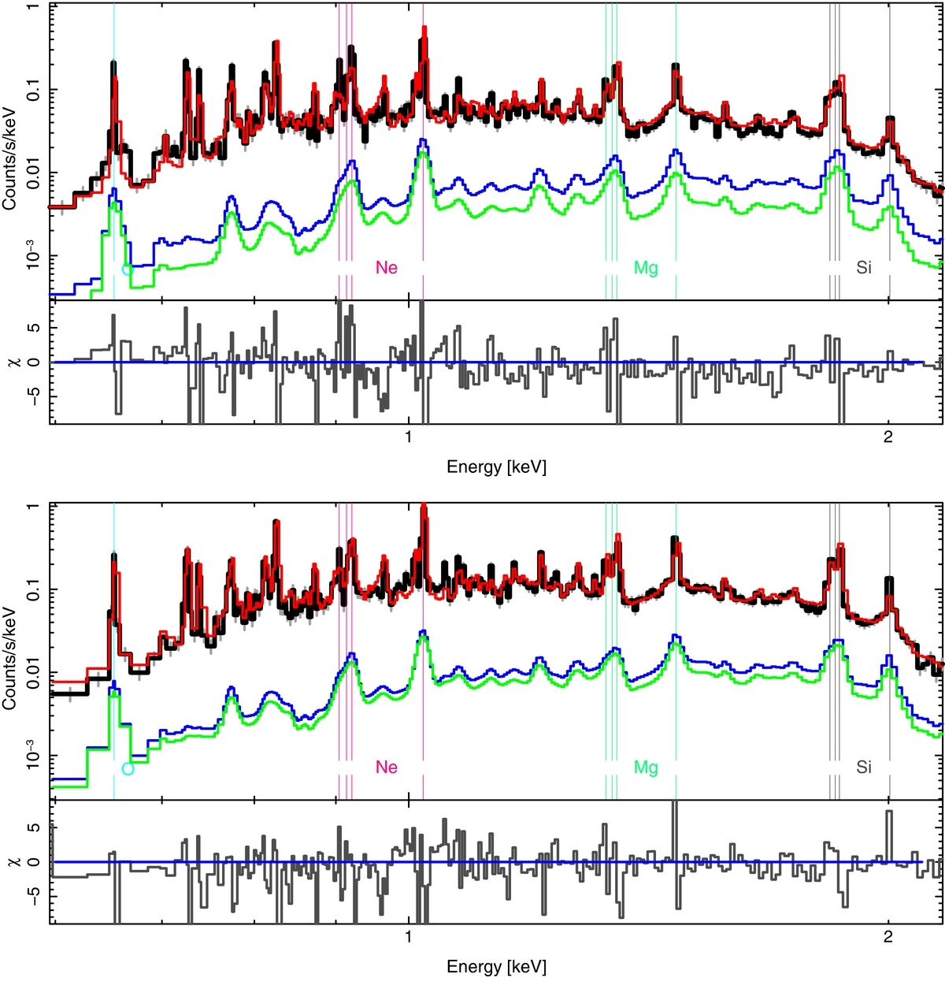 1
0.1
0.01
10⁻³
Counts/s/keV
O
Ne
Mg
Si
5
0
−5
χ
1
2
Energy [keV]
1
0.1
0.01
10⁻³
Counts/s/keV
O
Ne
Mg
Si
5
0
−5
χ
1
2
Energy [keV]